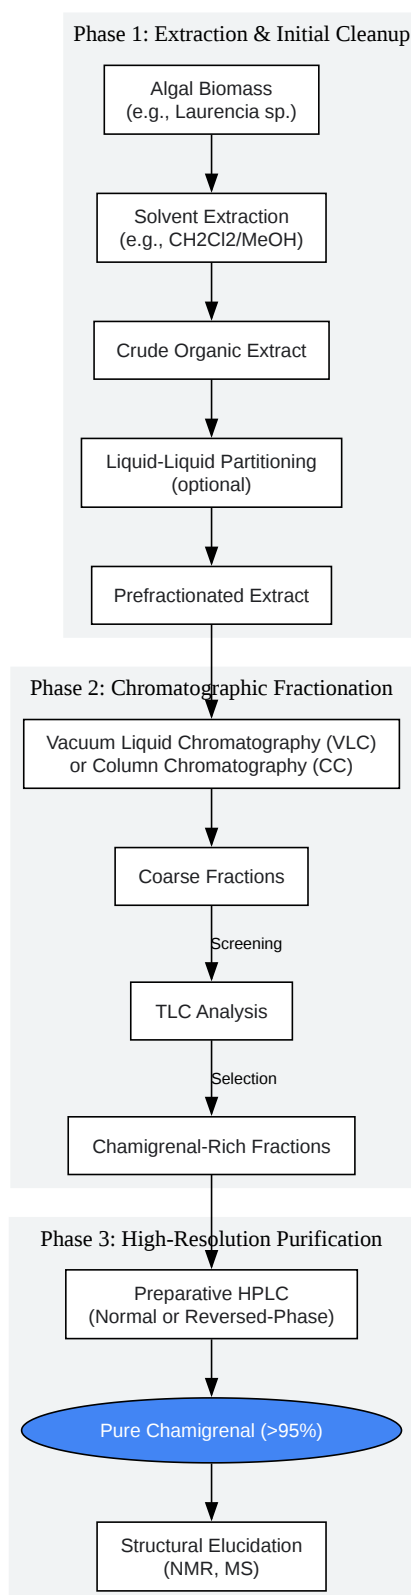 Phase 1: Extraction & Initial Cleanup
Algal Biomass
(e.g., Laurencia sp.)
Solvent Extraction
(e.g., CH2Cl2/MeOH)
Crude Organic Extract
Liquid-Liquid Partitioning
(optional)
Prefractionated Extract
Phase 2: Chromatographic Fractionation
Vacuum Liquid Chromatography (VLC)
or Column Chromatography (CC)
Coarse Fractions
Screening
TLC Analysis
Selection
Chamigrenal-Rich Fractions
Phase 3: High-Resolution Purification
Preparative HPLC
(Normal or Reversed-Phase)
Pure Chamigrenal (>95%)
Structural Elucidation
(NMR, MS)